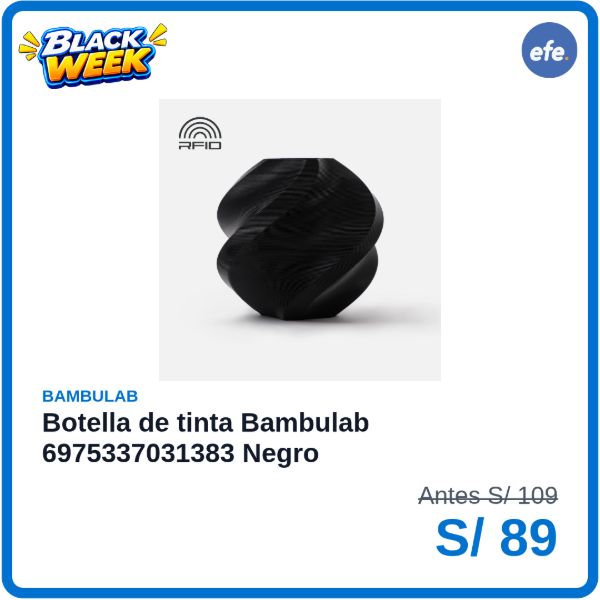 BLACK
WEEK
efe.
RFID
BAMBULAB
Botella de tinta Bambulab
6975337031383 Negro
Antes S/ 109
S/ 89